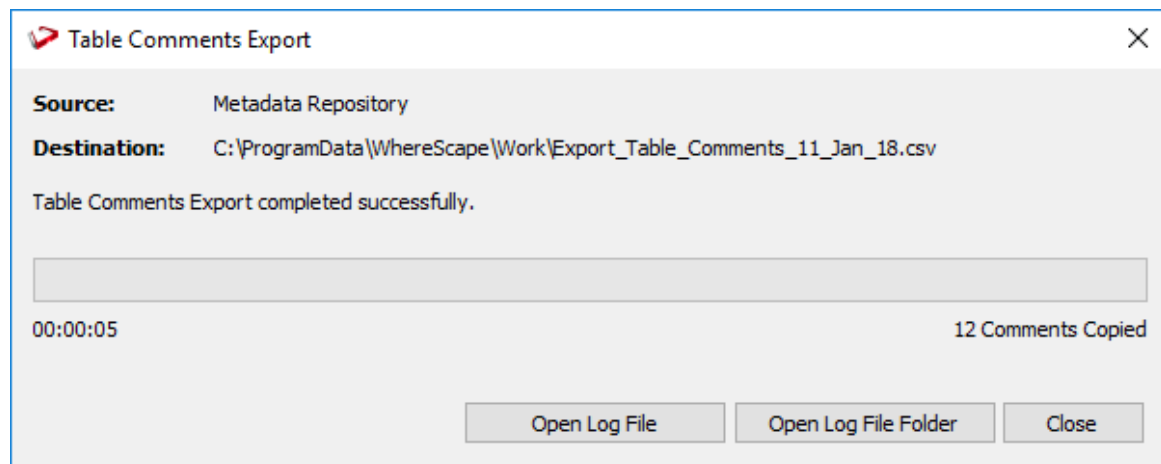 Table Comments Export
Source: Metadata Repository
Destination: C:\ProgramData\WhereScape\Work\Export_Table_Comments_11_Jan_18.csv
Table Comments Export completed successfully.
00:00:05 12 Comments Copied
Open Log File Open Log File Folder Close